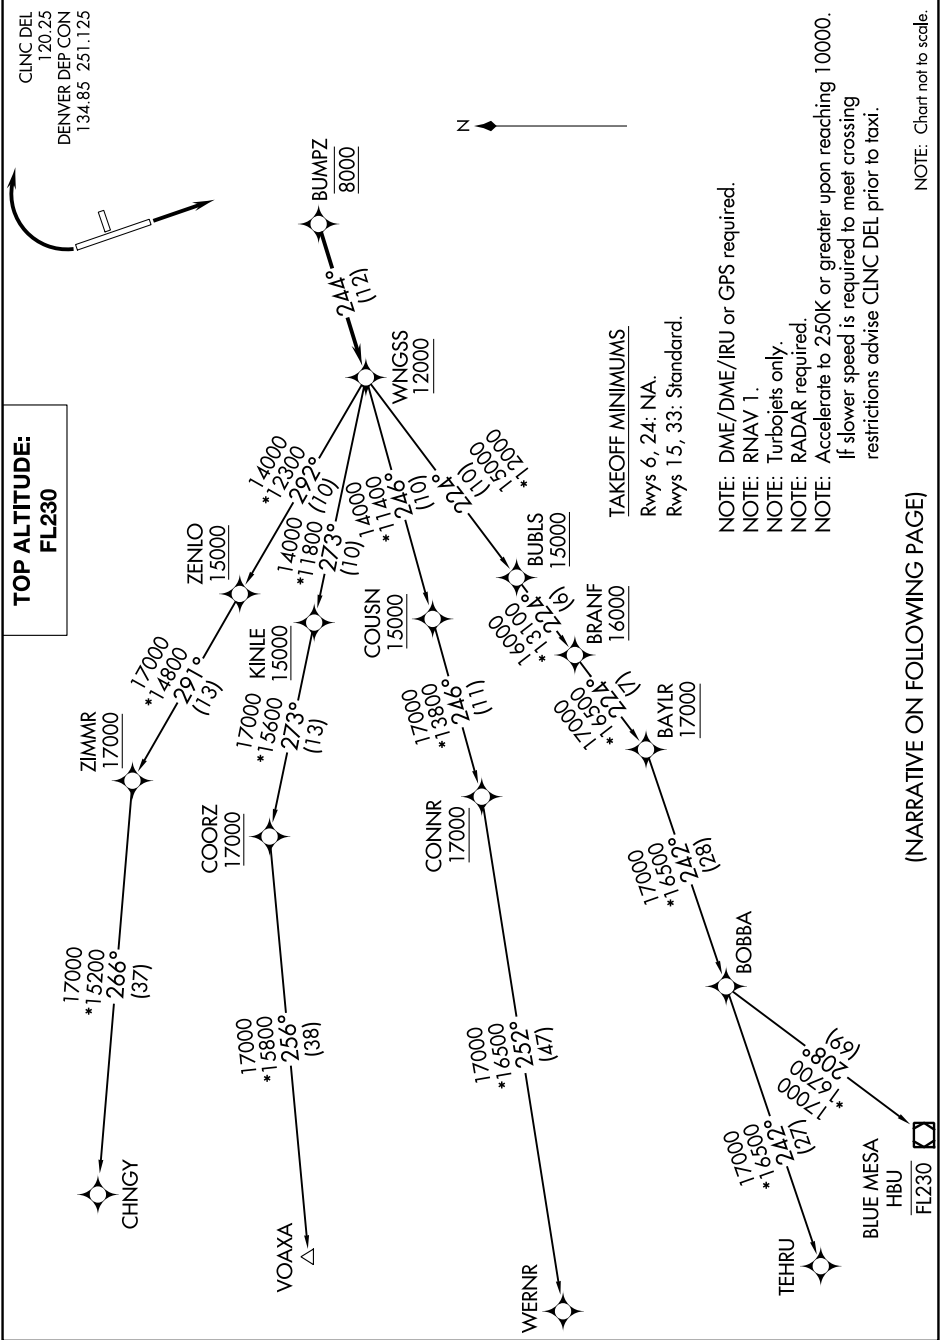 TOP ALTITUDE:
FL230
CLNC DEL
120.25
DENVER DEP CON
134.85 251.125
N
BUMPZ
8000
244°
(12)
WNGSS
12000
14000
*12300
292°
(10)
ZENLO
15000
17000
*14800
291°
(13)
ZIMMR
17000
17000
*15200
266°
(37)
CHNGY
14000
*11800
273°
(10)
KINLE
15000
17000
*15600
273°
(13)
COORZ
17000
17000
*15800
256°
(38)
VOAXA
14000
*11400
246°
(10)
COUSN
15000
17000
*13800
246°
(11)
CONNR
17000
17000
*16500
252°
(47)
WERNR
224°
(10)
15000
*12000
BUBLS
15000
16000
*13100
224°
(6)
BRANF
16000
17000
*16500
224°
(7)
BAYLR
17000
17000
*16500
242°
(28)
BOBBA
17000
*16500
242°
(27)
TEHRU
17000
*16700
208°
(69)
BLUE MESA
HBU
FL230
TAKEOFF MINIMUMS
Rwys 6, 24: NA.
Rwys 15, 33: Standard.
NOTE: DME/DME/IRU or GPS required.
NOTE: RNAV 1.
NOTE: Turbojets only.
NOTE: RADAR required.
NOTE: Accelerate to 250K or greater upon reaching 10000.
If slower speed is required to meet crossing
restrictions advise CLNC DEL prior to taxi.
(NARRATIVE ON FOLLOWING PAGE)
NOTE: Chart not to scale.